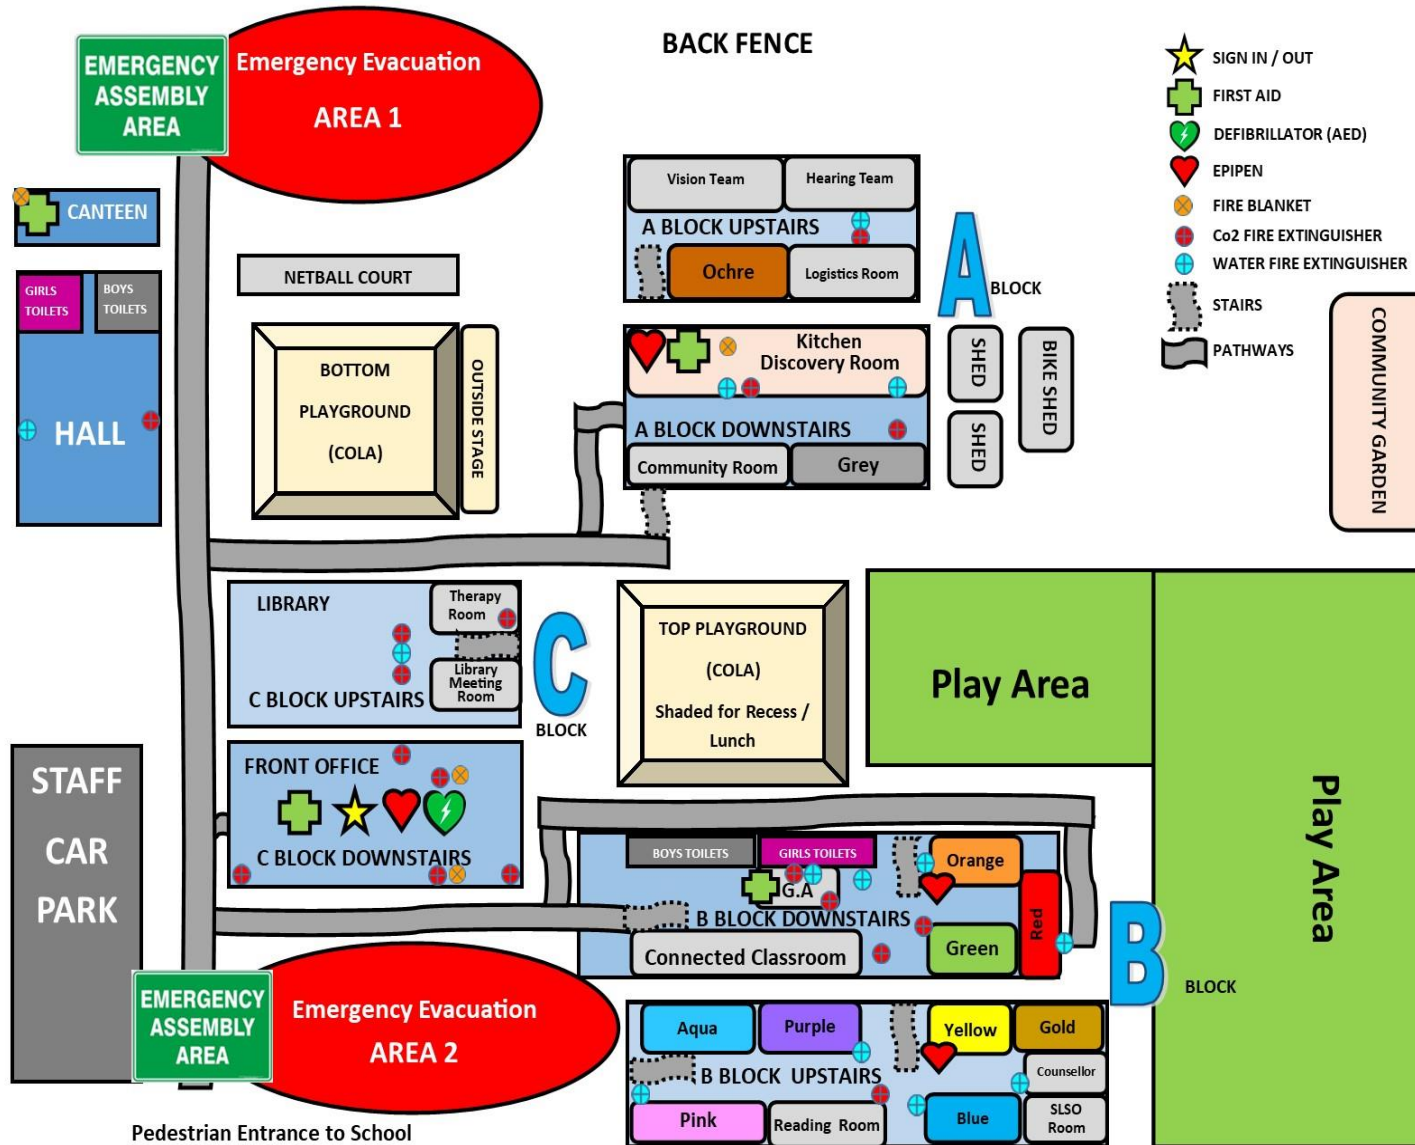 BACK FENCE
EMERGENCY
ASSEMBLY
AREA
Emergency Evacuation
AREA 1
SIGN IN / OUT
FIRST AID
DEFIBRILLATOR (AED)
EPIPEN
FIRE BLANKET
Co2 FIRE EXTINGUISHER
WATER FIRE EXTINGUISHER
STAIRS
PATHWAYS
CANTEEN
GIRLS
TOILETS
BOYS
TOILETS
HALL
NETBALL COURT
BOTTOM
PLAYGROUND
(COLA)
OUTSIDE STAGE
Vision Team
Hearing Team
A BLOCK UPSTAIRS
Ochre
Logistics Room
A
BLOCK
Kitchen
Discovery Room
A BLOCK DOWNSTAIRS
Community Room
Grey
SHED
SHED
BIKE SHED
COMMUNITY GARDEN
LIBRARY
Therapy
Room
Library
Meeting
Room
C BLOCK UPSTAIRS
C
BLOCK
TOP PLAYGROUND
(COLA)
Shaded for Recess /
Lunch
Play Area
Play Area
STAFF
CAR
PARK
FRONT OFFICE
C BLOCK DOWNSTAIRS
BOYS TOILETS
GIRLS TOILETS
Orange
G.A
B BLOCK DOWNSTAIRS
Red
Connected Classroom
Green
B
BLOCK
EMERGENCY
ASSEMBLY
AREA
Emergency Evacuation
AREA 2
Aqua
Purple
Yellow
Gold
B BLOCK UPSTAIRS
Counsellor
Pink
Reading Room
Blue
SLSO
Room
Pedestrian Entrance to School